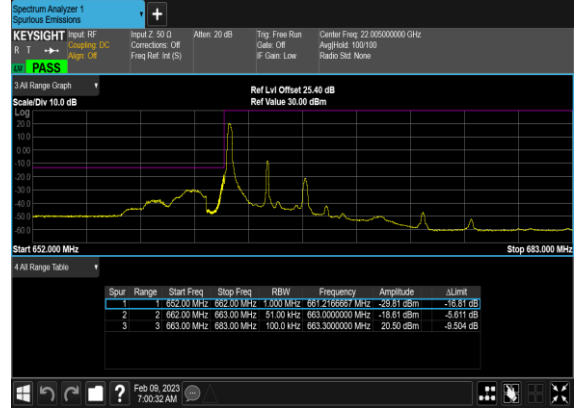 Spectrum Analyzer 1
Spurious Emissions
+
KEYSIGHT Input: RF Input Z: 50 Ω Atten: 20 dB Trig: Free Run Center Freq: 22.005000000 GHz
R T Coupling: DC Corrections: Off Gate: Off Avg|Hold: 100/100
Align: Off Freq Ref: Int (S) IF Gain: Low Radio Std: None
LXI PASS
3 All Range Graph
Ref Lvl Offset 25.40 dB
Scale/Div 10.0 dB Ref Value 30.00 dBm
Log
20.0
10.0
0.00
-10.0
-20.0
-30.0
-40.0
-50.0
-60.0
Start 652.000 MHz Stop 683.000 MHz
4 All Range Table
Spur Range Start Freq Stop Freq RBW Frequency Amplitude ΔLimit
1 1 652.00 MHz 662.00 MHz 1.000 MHz 661.2166667 MHz -29.81 dBm -16.81 dB
2 2 662.00 MHz 663.00 MHz 51.00 kHz 663.0000000 MHz -18.61 dBm -5.611 dB
3 3 663.00 MHz 683.00 MHz 100.0 kHz 663.3000000 MHz 20.50 dBm -9.504 dB
? Feb 09, 2023
7:00:32 AM